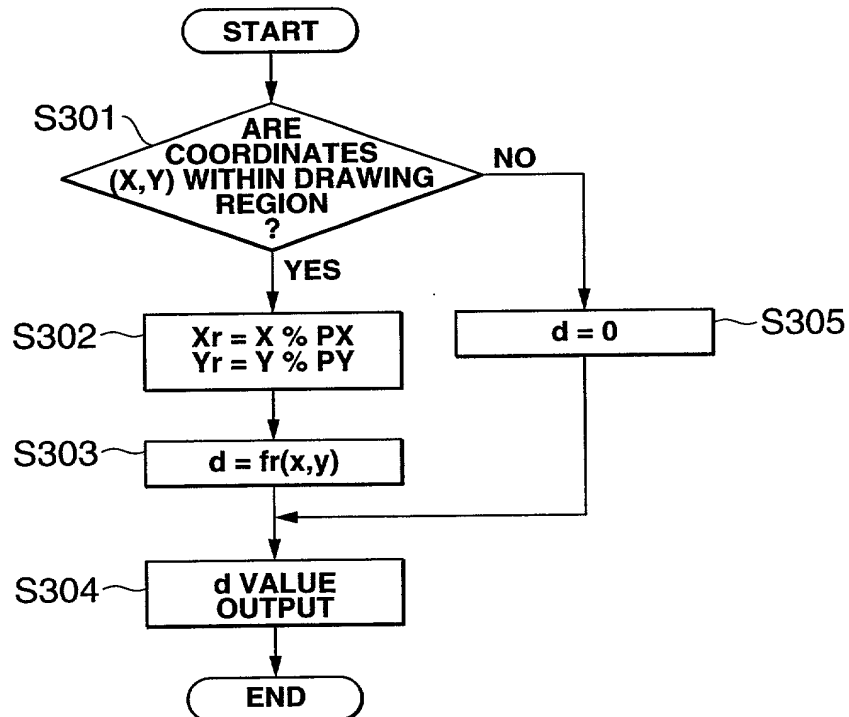 START
S301
ARE
COORDINATES
(X,Y) WITHIN DRAWING
REGION
?
NO
YES
S302
Xr = X % PX
Yr = Y % PY
d = 0
S305
S303
d = fr(x,y)
S304
d VALUE
OUTPUT
END